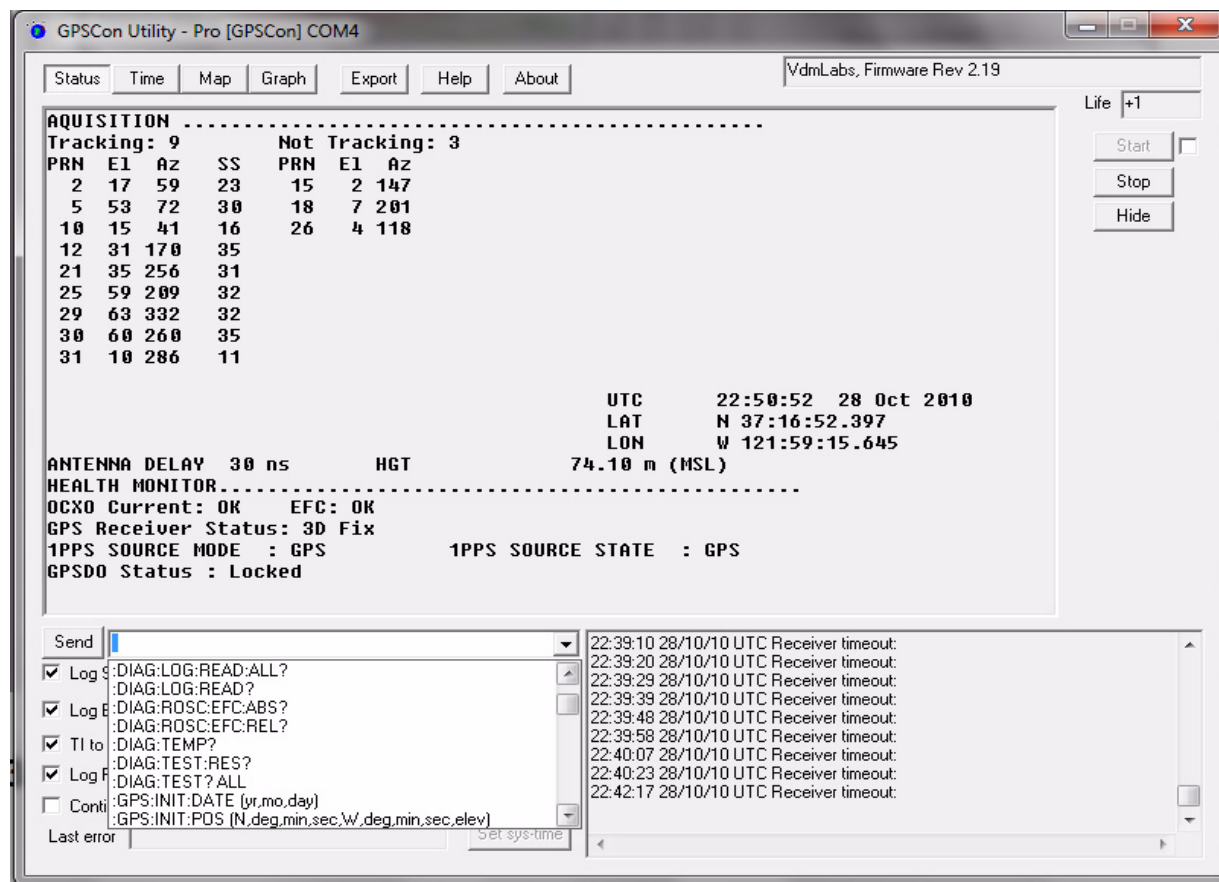 GPSCon Utility - Pro [GPSCon] COM4
Status Time Map Graph Export Help About
VdmLabs, Firmware Rev 2.19
Life +1
Start
Stop
Hide
AQUISITION ......................................................
Tracking: 9 Not Tracking: 3
PRN El Az SS PRN El Az
2 17 59 23 15 2 147
5 53 72 30 18 7 201
10 15 41 16 26 4 118
12 31 170 35
21 35 256 31
25 59 209 32
29 63 332 32
30 60 260 35
31 10 286 11
UTC 22:50:52 28 Oct 2010
LAT N 37:16:52.397
LON W 121:59:15.645
ANTENNA DELAY 30 ns HGT 74.10 m (MSL)
HEALTH MONITOR......................................................
OCXO Current: OK EFC: OK
GPS Receiver Status: 3D Fix
1PPS SOURCE MODE : GPS 1PPS SOURCE STATE : GPS
GPSDO Status : Locked
Send
Log
Log
TI to
Log
Conti
Last error
:DIAG:LOG:READ:ALL?
:DIAG:LOG:READ?
:DIAG:ROSC:EFC:ABS?
:DIAG:ROSC:EFC:REL?
:DIAG:TEMP?
:DIAG:TEST:RES?
:DIAG:TEST? ALL
:GPS:INIT:DATE (yr,mo,day)
:GPS:INIT:POS (N,deg,min,sec,W,deg,min,sec,elev)
Set sys-time
22:39:10 28/10/10 UTC Receiver timeout:
22:39:20 28/10/10 UTC Receiver timeout:
22:39:29 28/10/10 UTC Receiver timeout:
22:39:39 28/10/10 UTC Receiver timeout:
22:39:48 28/10/10 UTC Receiver timeout:
22:39:58 28/10/10 UTC Receiver timeout:
22:40:07 28/10/10 UTC Receiver timeout:
22:40:23 28/10/10 UTC Receiver timeout:
22:42:17 28/10/10 UTC Receiver timeout: